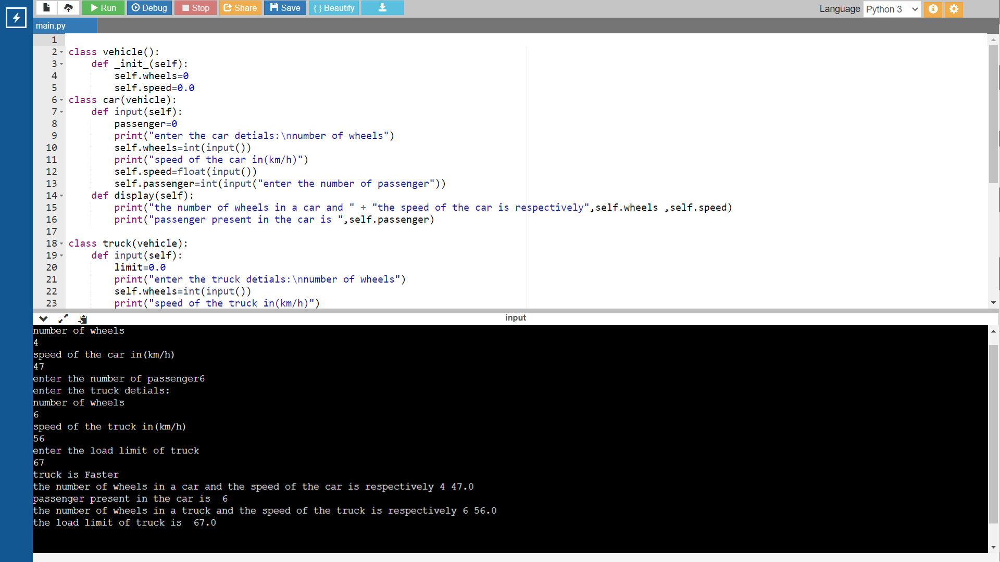 Run Debug Stop Share Save { } Beautify Language Python 3
main.py
1
2 class vehicle():
3     def _init_(self):
4         self.wheels=0
5         self.speed=0.0
6 class car(vehicle):
7     def input(self):
8         passenger=0
9         print("enter the car detials:\nnumber of wheels")
10         self.wheels=int(input())
11         print("speed of the car in(km/h)")
12         self.speed=float(input())
13         self.passenger=int(input("enter the number of passenger"))
14     def display(self):
15         print("the number of wheels in a car and " + "the speed of the car is respectively",self.wheels ,self.speed)
16         print("passenger present in the car is ",self.passenger)
17
18 class truck(vehicle):
19     def input(self):
20         limit=0.0
21         print("enter the truck detials:\nnumber of wheels")
22         self.wheels=int(input())
23         print("speed of the truck in(km/h)")
input
number of wheels
4
speed of the car in(km/h)
47
enter the number of passenger6
enter the truck detials:
number of wheels
6
speed of the truck in(km/h)
56
enter the load limit of truck
67
truck is Faster
the number of wheels in a car and the speed of the car is respectively 4 47.0
passenger present in the car is  6
the number of wheels in a truck and the speed of the truck is respectively 6 56.0
the load limit of truck is  67.0